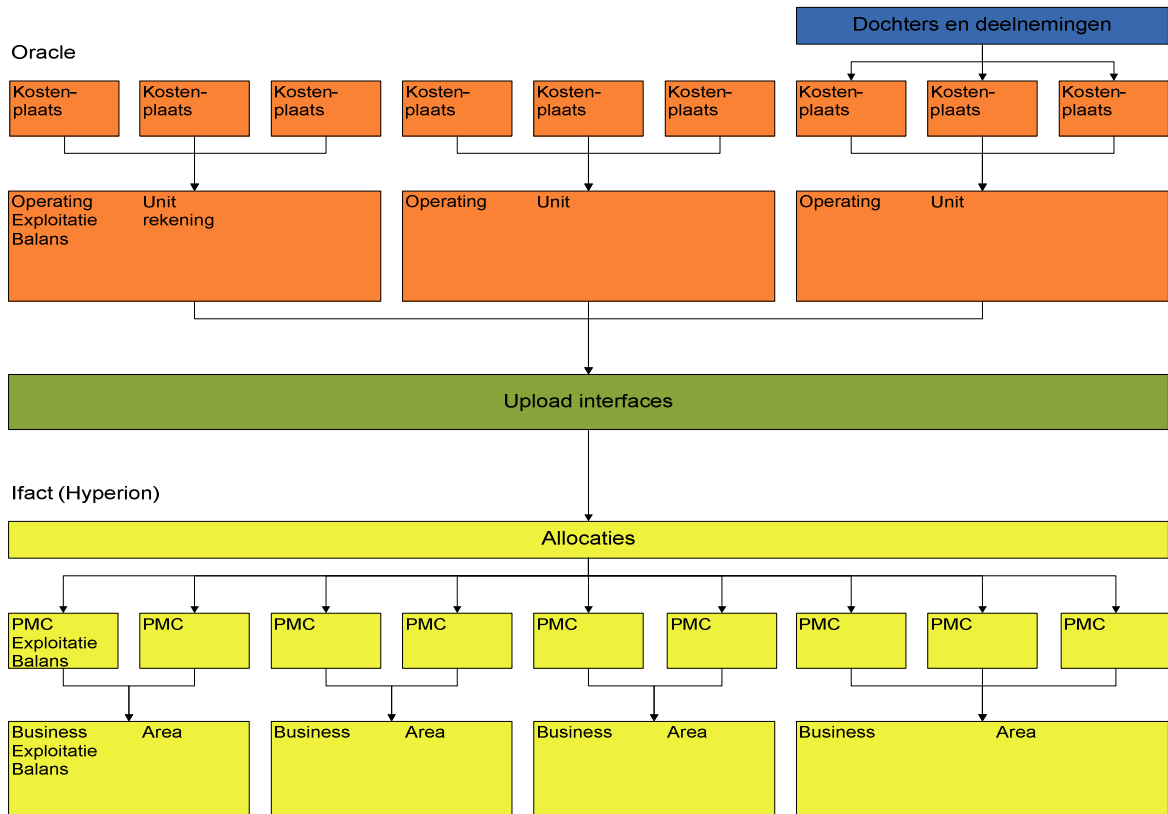 Dochters en deelnemingen
Oracle
Kosten-
plaats
Kosten-
plaats
Kosten-
plaats
Kosten-
plaats
Kosten-
plaats
Kosten-
plaats
Kosten-
plaats
Kosten-
plaats
Kosten-
plaats
Operating Unit
Exploitatie rekening
Balans
Operating Unit
Operating Unit
Upload interfaces
Ifact (Hyperion)
Allocaties
PMC
Exploitatie
Balans
PMC
PMC
PMC
PMC
PMC
PMC
PMC
PMC
Business Area
Exploitatie
Balans
Business Area
Business Area
Business Area